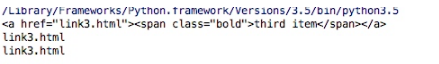 /Library/Frameworks/Python.framework/Versions/3.5/bin/python3.5
<a href="link3.html"><span class="bold">third item</span></a>
link3.html
link3.html